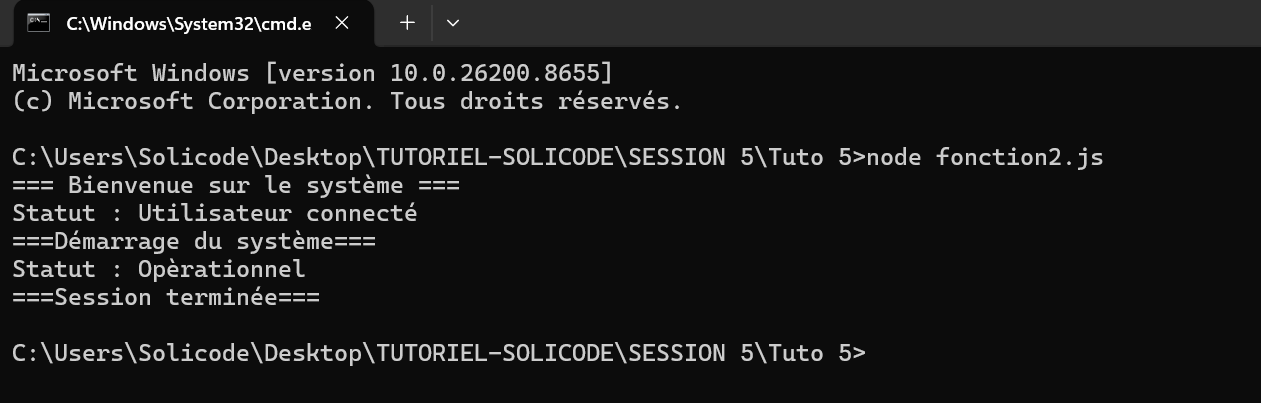 C:\Windows\System32\cmd.e
Microsoft Windows [version 10.0.26200.8655]
(c) Microsoft Corporation. Tous droits réservés.
C:\Users\Solicode\Desktop\TUTORIEL-SOLICODE\SESSION 5\Tuto 5>node fonction2.js
=== Bienvenue sur le système ===
Statut : Utilisateur connecté
===Démarrage du système===
Statut : Opèrationnel
===Session terminée===
C:\Users\Solicode\Desktop\TUTORIEL-SOLICODE\SESSION 5\Tuto 5>